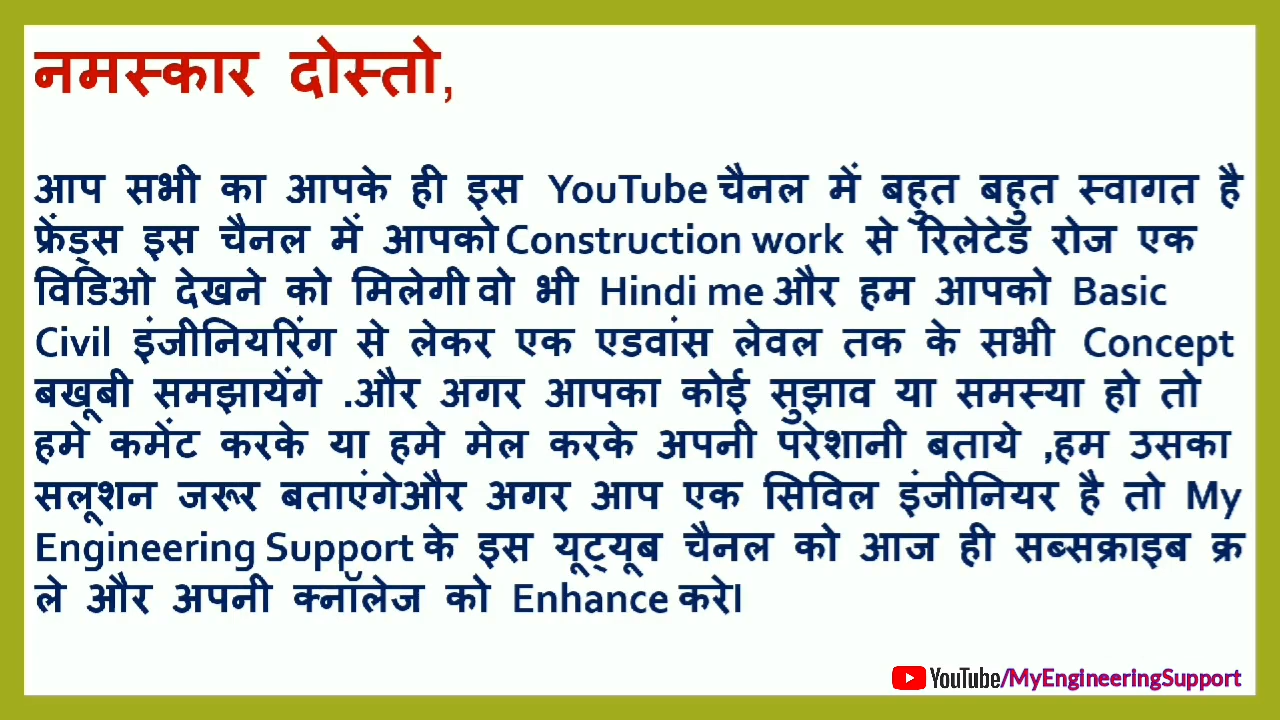 नमस्कार दोस्तो,
आप सभी का आपके ही इस YouTube चैनल में बहुत बहुत स्वागत है
फ्रेंड्स इस चैनल में आपको Construction work से रिलेटेड रोज एक
विडिओ देखने को मिलेगी वो भी Hindi me और हम आपको Basic
Civil इंजीनियरिंग से लेकर एक एडवांस लेवल तक के सभी Concept
बखूबी समझायेंगे .और अगर आपका कोई सुझाव या समस्या हो तो
हमे कमेंट करके या हमे मेल करके अपनी परेशानी बताये ,हम उसका
सलूशन जरूर बताएंगेऔर अगर आप एक सिविल इंजीनियर है तो My
Engineering Support के इस यूट्यूब चैनल को आज ही सब्सक्राइब क्र
ले और अपनी क्नॉलेज को Enhance करे।
YouTube/MyEngineeringSupport